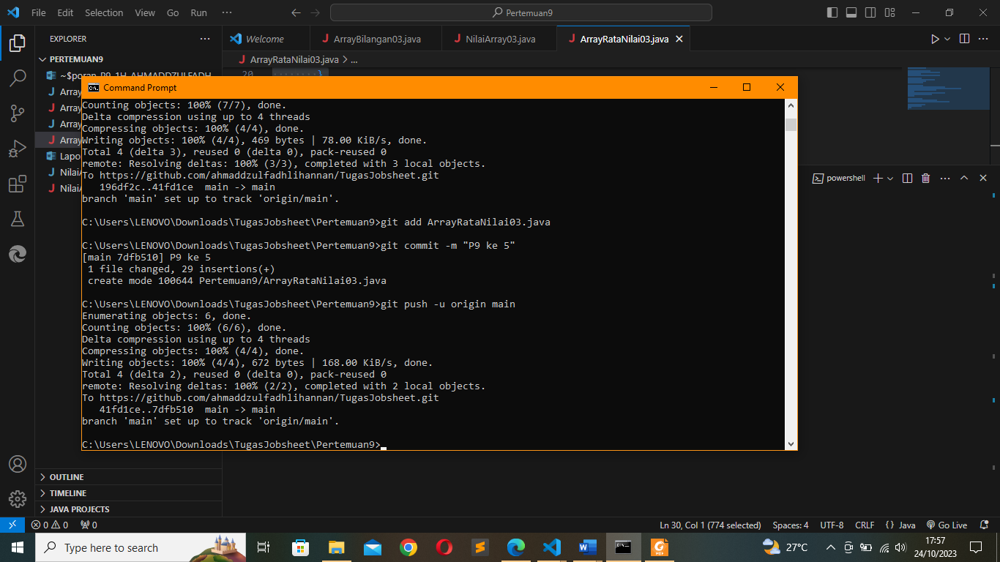 File Edit Selection View Go Run ···
Pertemuan9
EXPLORER ···
Welcome
ArrayBilangan03.java
NilaiArray03.java
ArrayRataNilai03.java
PERTEMUAN9
ArrayRataNilai03.java > ...
~$poran_P9_1H_AHMADDZULFADH...
20 }
Array
Array
Array
Array
Lapo
Nilai
Nilai
Command Prompt
Counting objects: 100% (7/7), done.
Delta compression using up to 4 threads
Compressing objects: 100% (4/4), done.
Writing objects: 100% (4/4), 469 bytes | 78.00 KiB/s, done.
Total 4 (delta 3), reused 0 (delta 0), pack-reused 0
remote: Resolving deltas: 100% (3/3), completed with 3 local objects.
To https://github.com/ahmaddzulfadhlihannan/TugasJobsheet.git
196df2c..41fd1ce main -> main
branch 'main' set up to track 'origin/main'.
C:\Users\LENOVO\Downloads\TugasJobsheet\Pertemuan9>git add ArrayRataNilai03.java
C:\Users\LENOVO\Downloads\TugasJobsheet\Pertemuan9>git commit -m "P9 ke 5"
[main 7dfb510] P9 ke 5
1 file changed, 29 insertions(+)
create mode 100644 Pertemuan9/ArrayRataNilai03.java
C:\Users\LENOVO\Downloads\TugasJobsheet\Pertemuan9>git push -u origin main
Enumerating objects: 6, done.
Counting objects: 100% (6/6), done.
Delta compression using up to 4 threads
Compressing objects: 100% (4/4), done.
Writing objects: 100% (4/4), 672 bytes | 168.00 KiB/s, done.
Total 4 (delta 2), reused 0 (delta 0), pack-reused 0
remote: Resolving deltas: 100% (2/2), completed with 2 local objects.
To https://github.com/ahmaddzulfadhlihannan/TugasJobsheet.git
41fd1ce..7dfb510 main -> main
branch 'main' set up to track 'origin/main'.
C:\Users\LENOVO\Downloads\TugasJobsheet\Pertemuan9>
powershell
OUTLINE
TIMELINE
JAVA PROJECTS
0 0 0
Ln 30, Col 1 (774 selected) Spaces: 4 UTF-8 CRLF {} Java Go Live
Type here to search
27°C
17:57
24/10/2023